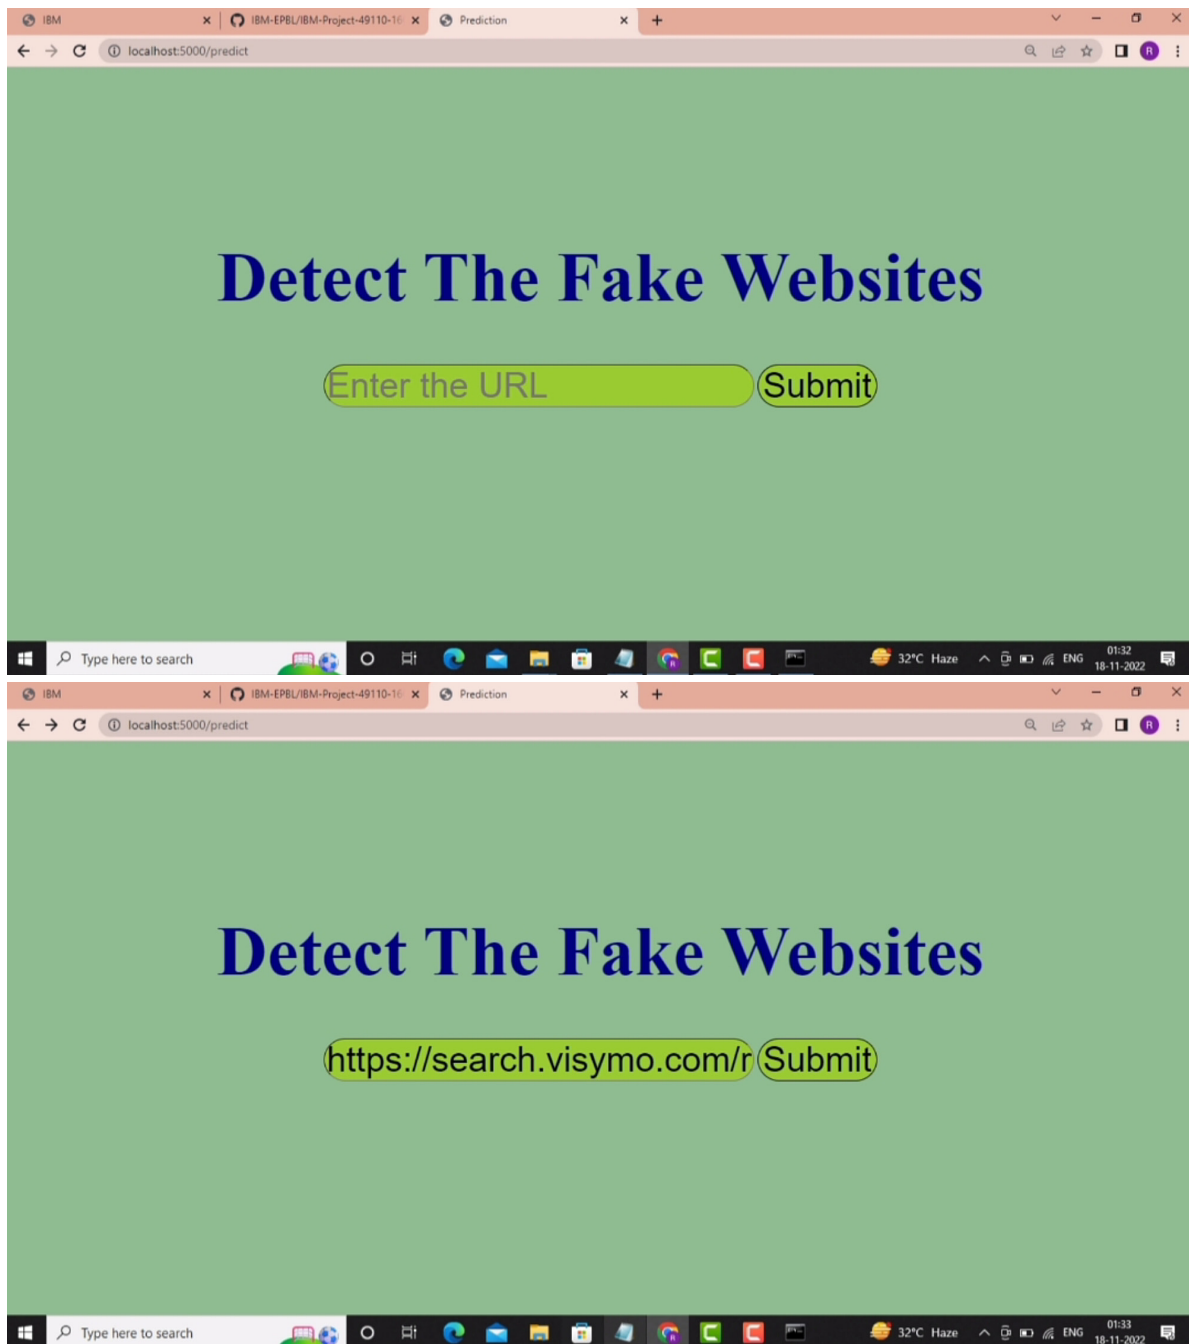 IBM
IBM-EPBL/IBM-Project-49110-16
Prediction
localhost:5000/predict
R
Detect The Fake Websites
Enter the URL
Submit
Type here to search
32°C Haze
ENG
01:32
18-11-2022
IBM
IBM-EPBL/IBM-Project-49110-16
Prediction
localhost:5000/predict
R
Detect The Fake Websites
https://search.visymo.com/r
Submit
Type here to search
32°C Haze
ENG
01:33
18-11-2022